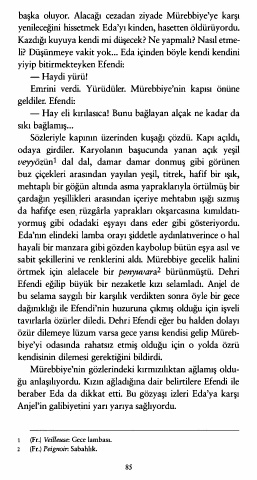 başka oluyor. Alacağı cezadan ziyade Mürebbiye'ye karşı
yenileceğini hissetmek Eda'yı kinden, hasetten öldürüyordu.
Kazdığı kuyuya kendi mi düşecek? Ne yapmalı? Nasıl etme-
li? Düşünmeye vakit yok... Eda içinden böyle kendi kendini
yiyip bitirmekteyken Efendi:
— Haydi yürü!
Emrini verdi. Yürüdüler. Mürebbiye'nin kapısı önüne
geldiler. Efendi:
— Hay eli kırılasıca! Bunu bağlayan alçak ne kadar da
sıkı bağlamış...
Sözleriyle kapının üzerinden kuşağı çözdü. Kapı açıldı,
odaya girdiler. Karyolanın başucunda yanan açık yeşil
veyyözün1 dal dal, damar damar donmuş gibi görünen
buz çiçekleri arasından yayılan yeşil, titrek, hafif bir ışık,
mehtaplı bir göğün altında asma yapraklarıyla örtülmüş bir
çardağın yeşillikleri arasından içeriye mehtabın ışığı sızmış
da hafifçe esen rüzgârla yaprakları okşarcasına kımıldatı-
yormuş gibi odadaki eşyayı dans eder gibi gösteriyordu.
Eda'nın elindeki lamba orayı şiddetle aydınlatıverince o hal
hayali bir manzara gibi gözden kaybolup bütün eşya asıl ve
sabit şekillerini ve renklerini aldı. Mürebbiye gecelik halini
örtmek için alelacele bir penyuvara2 bürünmüştü. Dehri
Efendi eğilip büyük bir nezaketle kızı selamladı. Anjel de
bu selama saygılı bir karşılık verdikten sonra öyle bir gece
dağınıklığı ile Efendi'nin huzuruna çıkmış olduğu için işveli
tavırlarla özürler diledi. Dehri Efendi eğer bu halden dolayı
özür dilemeye lüzum varsa gece yarısı kendisi gelip Müreb-
biye'yi odasında rahatsız etmiş olduğu için o yolda özrü
kendisinin dilemesi gerektiğini bildirdi.
Mürebbiye'nin gözlerindeki kırmızılıktan ağlamış oldu-
ğu anlaşılıyordu. Kızın ağladığına dair belirtilere Efendi ile
beraber Eda da dikkat etti. Bu gözyaşı izleri Eda'ya karşı
Anjel'in galibiyetini yarı yarıya sağlıyordu.
1 (Fr.) Veilleuse: Gece lambası.
2 (Fr.) Peignoir: Sabahlık.
85